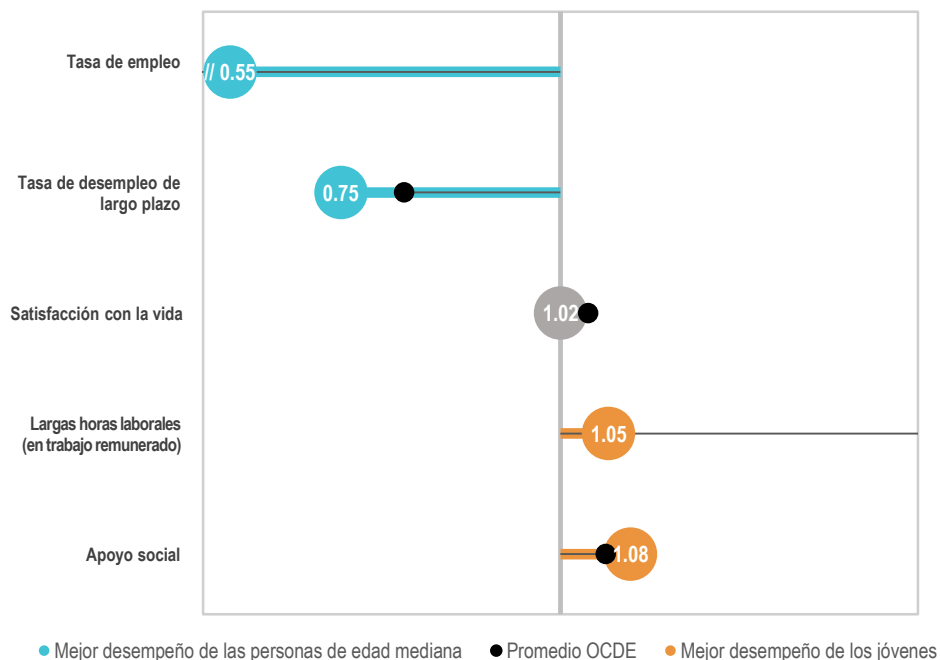 Tasa de empleo
// 0.55
Tasa de desempleo de
largo plazo
0.75
Satisfacción con la vida
1.02
Largas horas laborales
(en trabajo remunerado)
1.05
Apoyo social
1.08
Mejor desempeño de las personas de edad mediana
Promedio OCDE
Mejor desempeño de los jóvenes